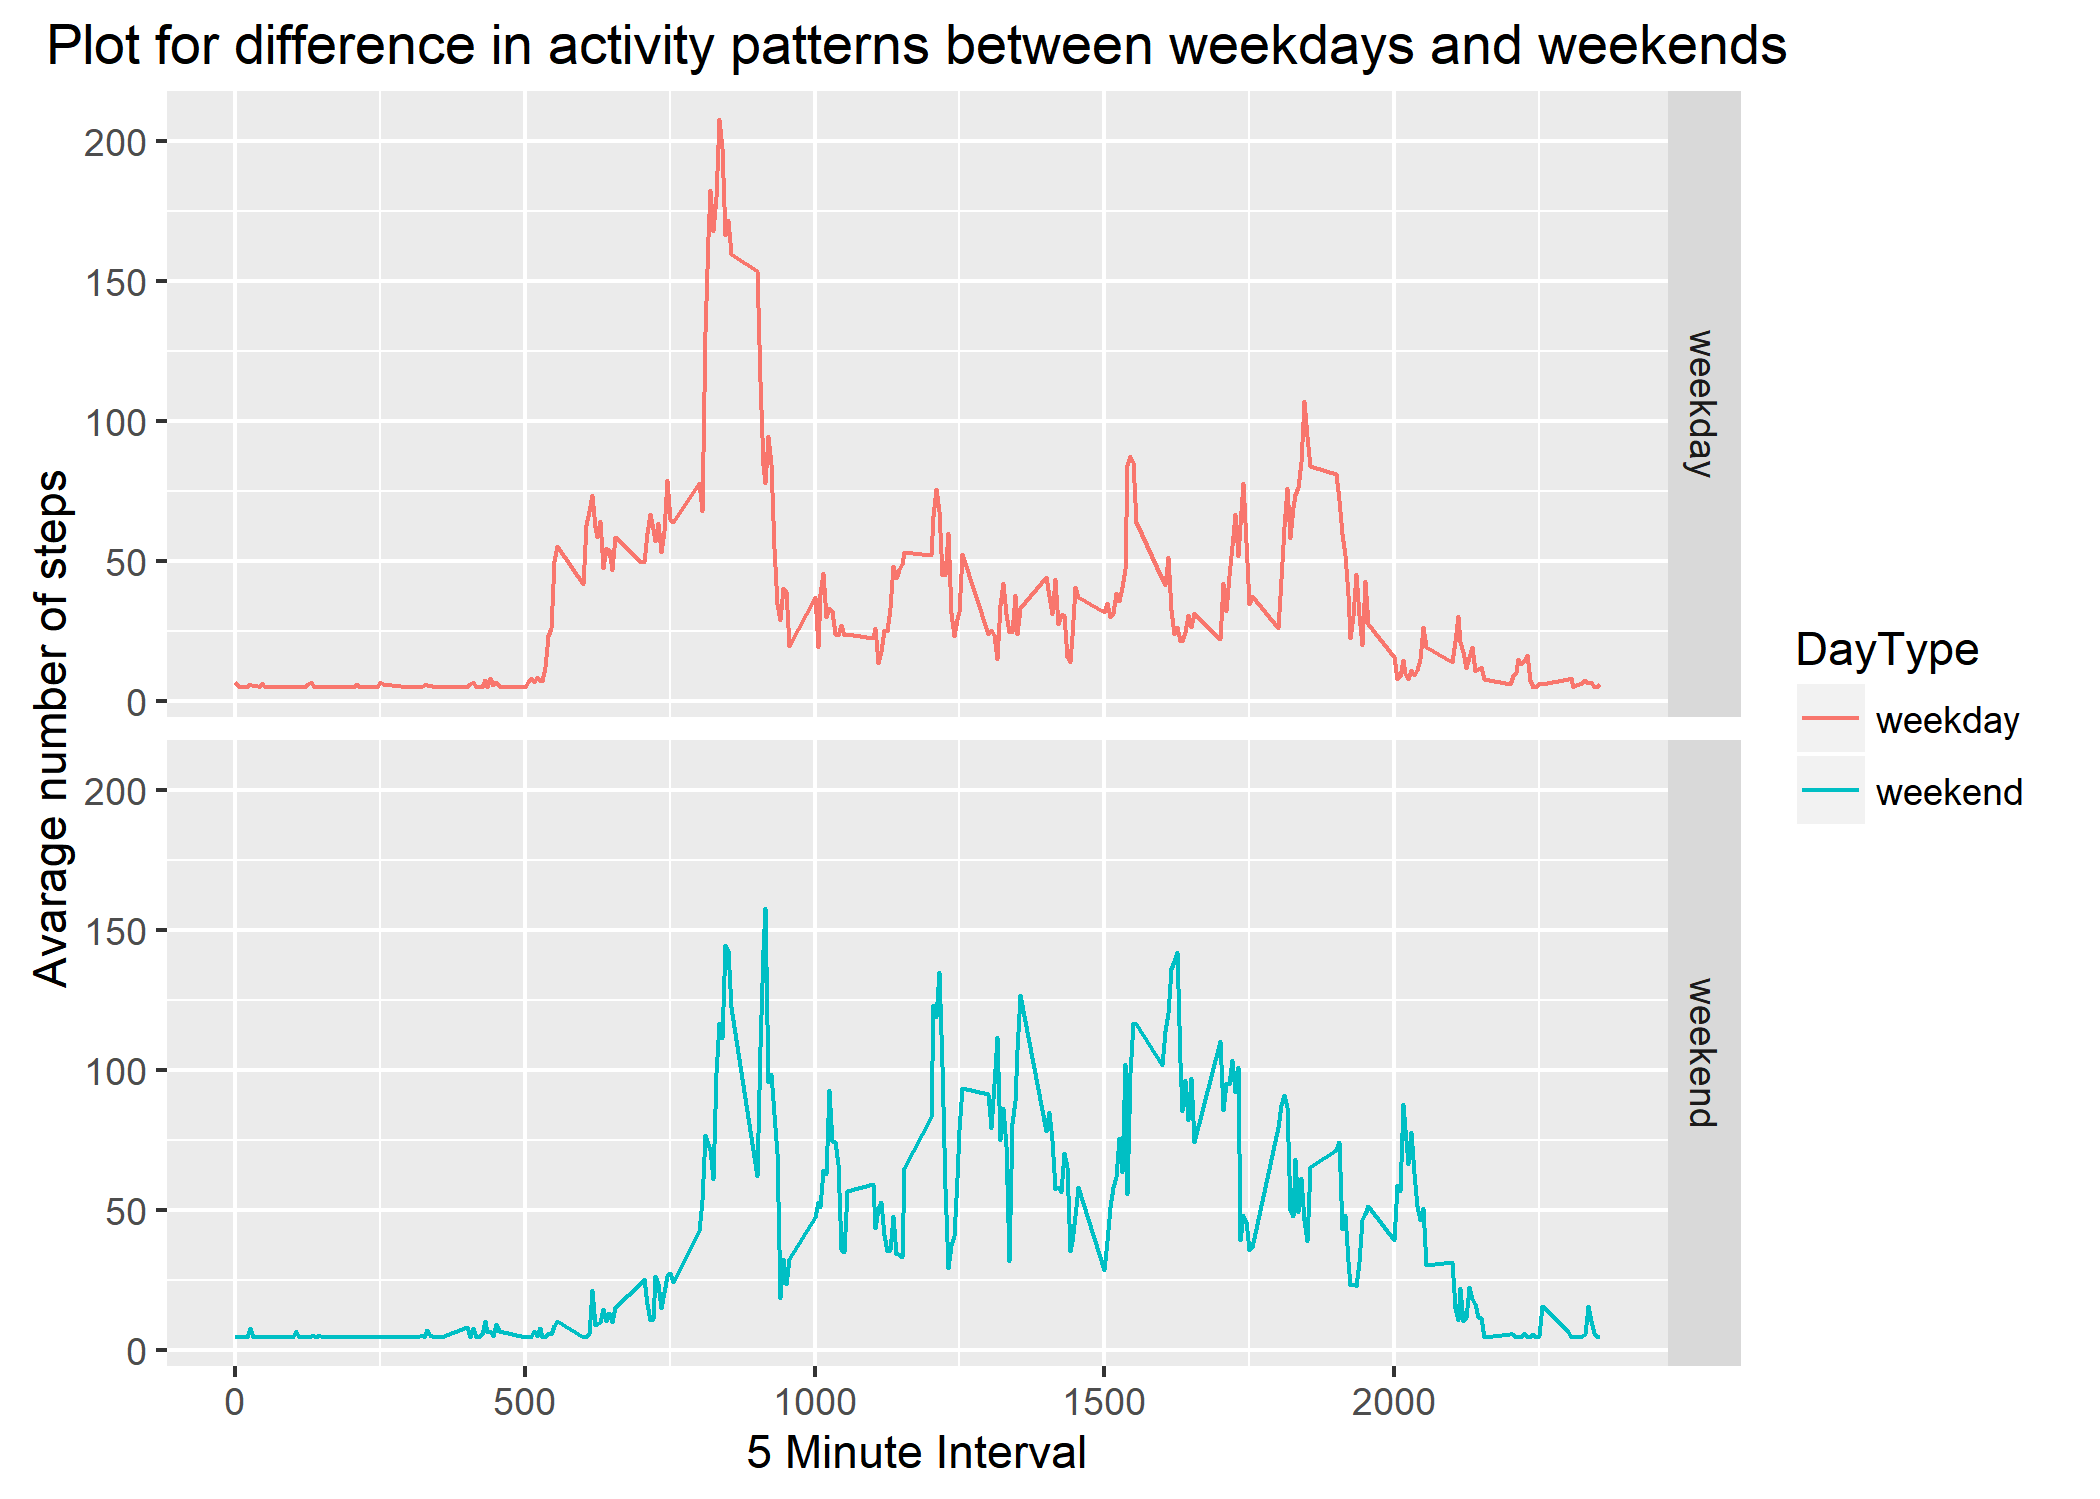 Plot for difference in activity patterns between weekdays and weekends
Avarage number of steps
200
150
100
50
0
weekday
200
150
100
50
0
weekend
0 500 1000 1500 2000
5 Minute Interval
DayType
weekday
weekend